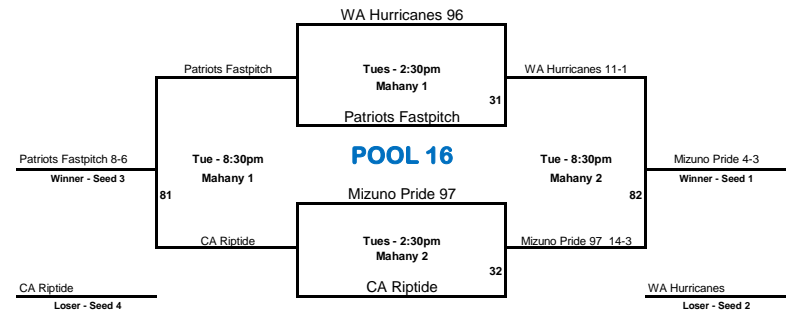 WA Hurricanes 96
Patriots Fastpitch
Tues - 2:30pm
WA Hurricanes 11-1
Mahany 1
31
Patriots Fastpitch
POOL 16
Patriots Fastpitch 8-6
Tue - 8:30pm
Tue - 8:30pm
Mizuno Pride 4-3
Winner - Seed 3
Mahany 1
Mahany 2
Winner - Seed 1
81
Mizuno Pride 97
82
CA Riptide
Tues - 2:30pm
Mizuno Pride 97 14-3
Mahany 2
32
CA Riptide
CA Riptide
WA Hurricanes
Loser - Seed 4
Loser - Seed 2